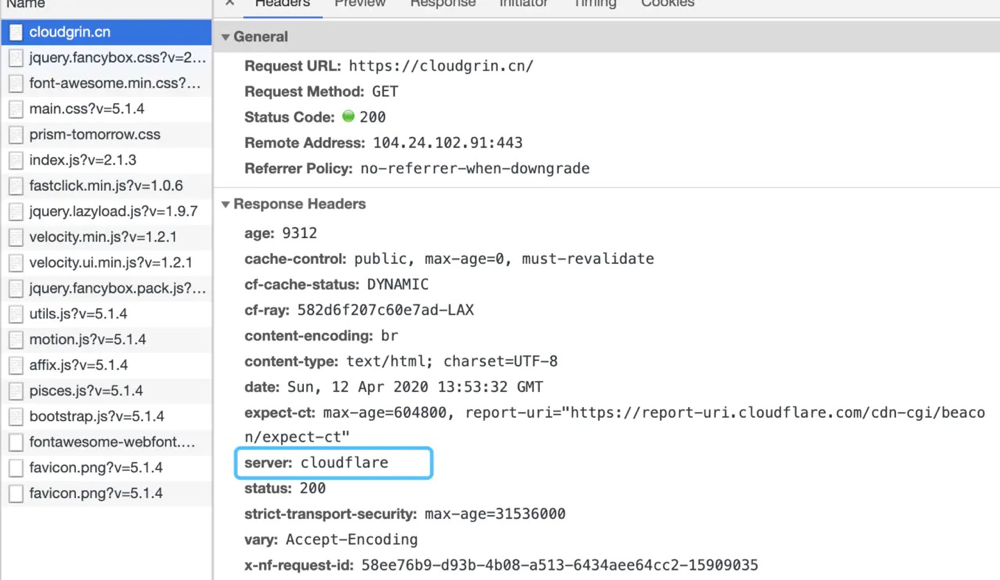 Name
Headers Preview Response Initiator Timing Cookies
cloudgrin.cn
jquery.fancybox.css?v=2...
font-awesome.min.css?...
main.css?v=5.1.4
prism-tomorrow.css
index.js?v=2.1.3
fastclick.min.js?v=1.0.6
jquery.lazyload.js?v=1.9.7
velocity.min.js?v=1.2.1
velocity.ui.min.js?v=1.2.1
jquery.fancybox.pack.js?...
utils.js?v=5.1.4
motion.js?v=5.1.4
affix.js?v=5.1.4
pisces.js?v=5.1.4
bootstrap.js?v=5.1.4
fontawesome-webfont....
favicon.png?v=5.1.4
favicon.png?v=5.1.4
General
Request URL: https://cloudgrin.cn/
Request Method: GET
Status Code: 200
Remote Address: 104.24.102.91:443
Referrer Policy: no-referrer-when-downgrade
Response Headers
age: 9312
cache-control: public, max-age=0, must-revalidate
cf-cache-status: DYNAMIC
cf-ray: 582d6f207c60e7ad-LAX
content-encoding: br
content-type: text/html; charset=UTF-8
date: Sun, 12 Apr 2020 13:53:32 GMT
expect-ct: max-age=604800, report-uri="https://report-uri.cloudflare.com/cdn-cgi/beaco
n/expect-ct"
server: cloudflare
status: 200
strict-transport-security: max-age=31536000
vary: Accept-Encoding
x-nf-request-id: 58ee76b9-d93b-4b08-a513-6434aee64cc2-15909035